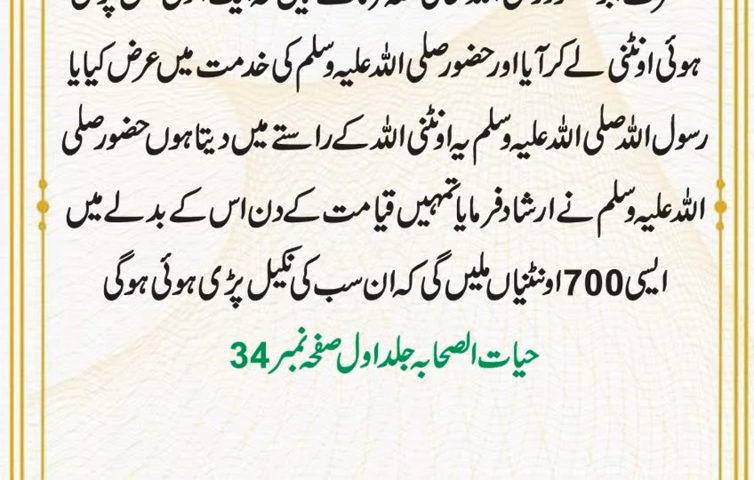 ہوئی اونٹنی لے کر آیا اور حضور صلی اللہ علیہ وسلم کی خدمت میں عرض کیا یا
رسول اللہ صلی اللہ علیہ وسلم یہ اونٹنی اللہ کے راستے میں دیتا ہوں حضور صلی
اللہ علیہ وسلم نے ارشاد فرمایا تمہیں قیامت کے دن اس کے بدلے میں
ایسی 700 اونٹنیاں ملیں گی کہ ان سب کی نکیل پڑی ہوئی ہوگی
حیات الصحابہ جلد اول صفحہ نمبر 34